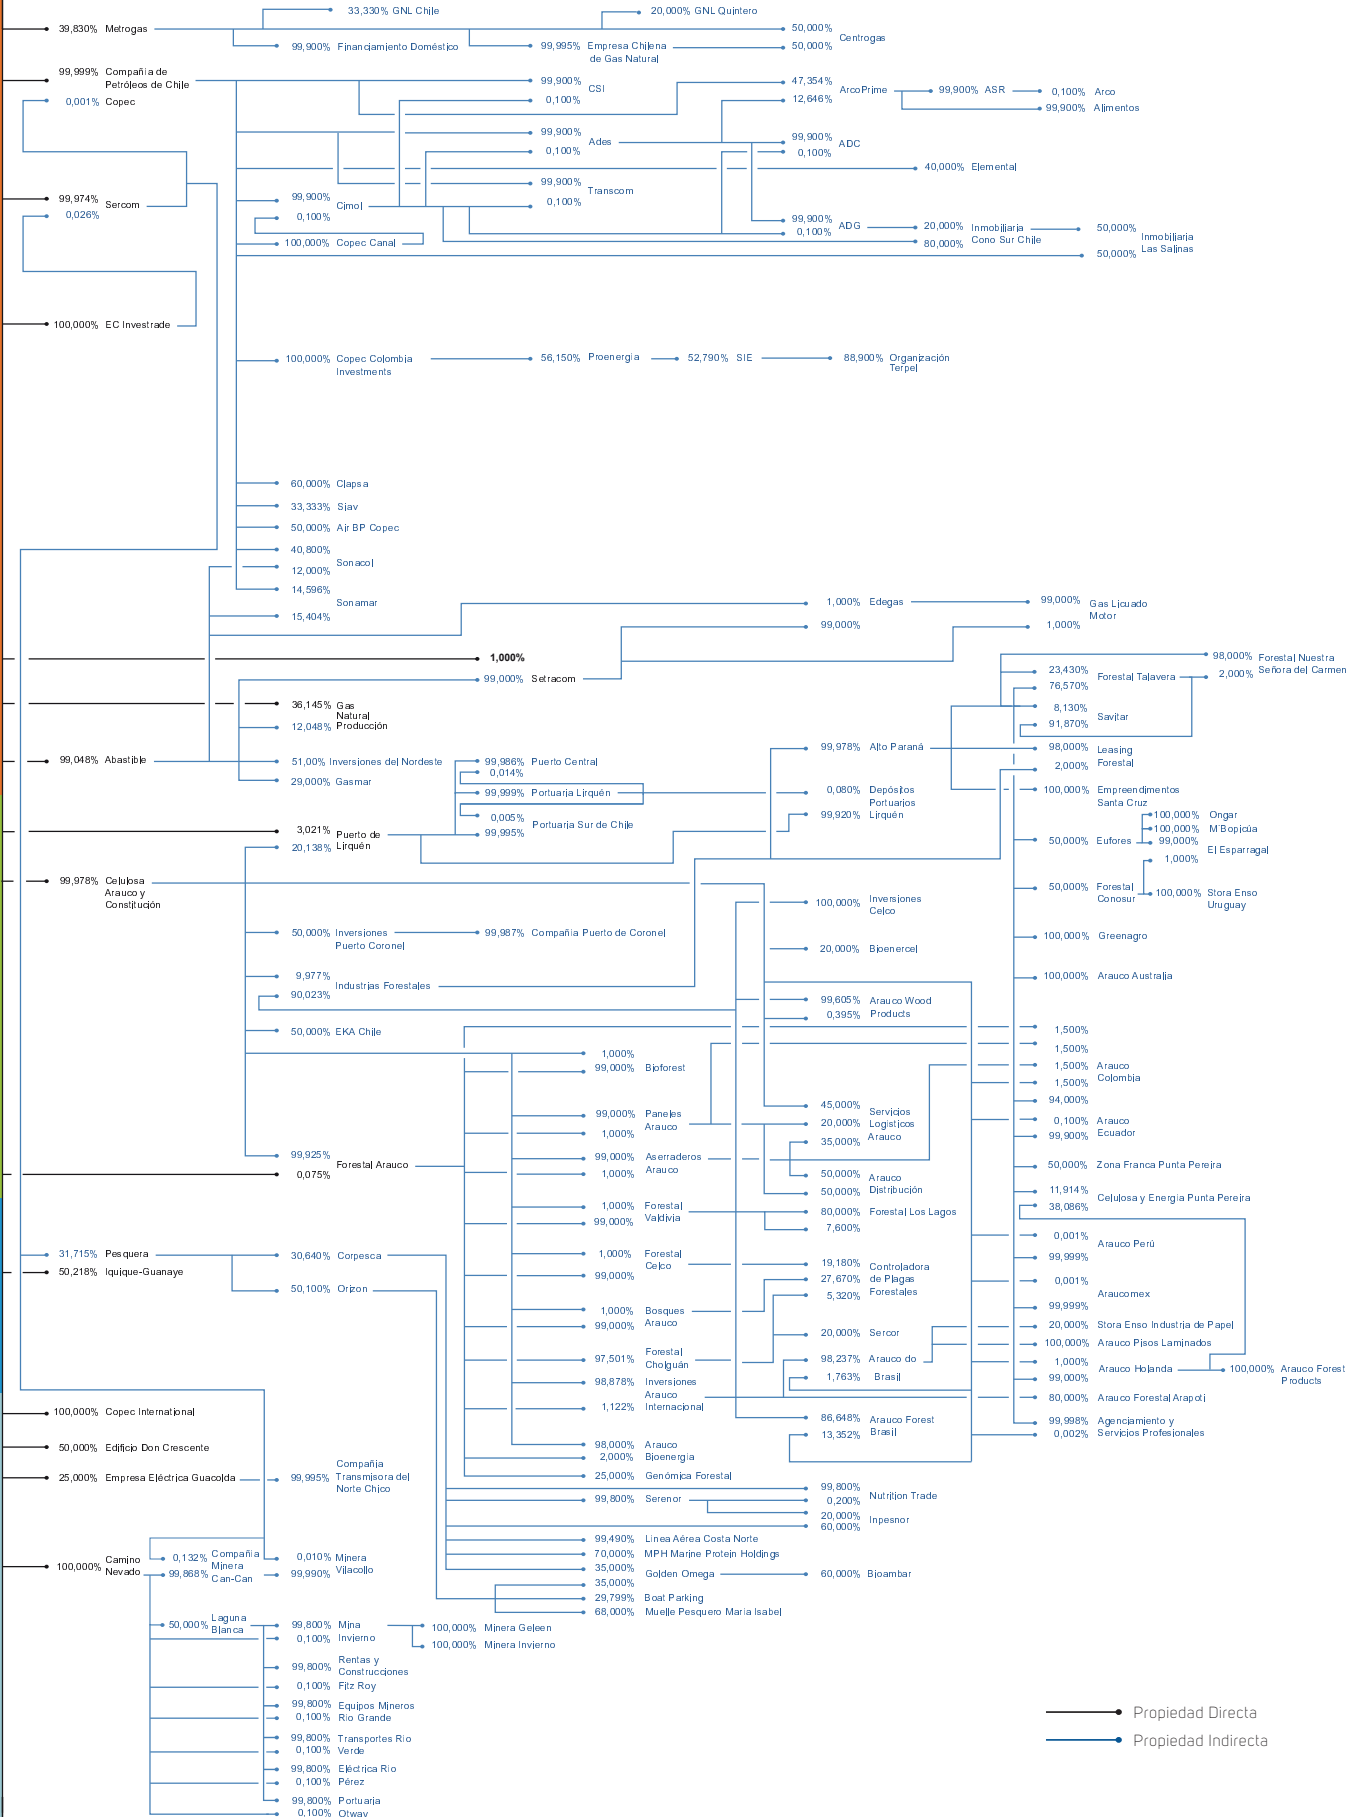 33,330% GNL Chile
20,000% GNL Quintero
39,830% Metrogas
50,000%
Centrogas
99,900% Financiamiento Doméstico
99,995% Empresa Chilena
de Gas Natural
50,000%
99,999% Compañía de
Petróleos de Chile
0,001% Copec
99,900%
CSI
0,100%
47,354%
ArcoPrime
12,646%
99,900% ASR
0,100% Arco
99,900% Alimentos
99,900%
Ades
0,100%
99,900%
ADC
0,100%
40,000% Elemental
99,900%
Transcom
0,100%
99,974%
Sercom
0,026%
99,900%
Cjmol
0,100%
100,000% Copec Canal
99,900%
ADG
0,100%
20,000% Inmobiliaria
Cono Sur Chile
80,000%
50,000%
Inmobiliaria
Las Salinas
50,000%
100,000% EC Investrade
100,000% Copec Colombia
Investments
56,150% Proenergía
52,790% SIE
88,900% Organización
Terpel
60,000% Clapsa
33,333% Siav
50,000% Air BP Copec
40,800%
Sonacol
12,000%
14,596%
Sonamar
15,404%
1,000% Edegas
99,000%
99,000%
Gas Licuado
Motor
1,000%
1,000%
99,000% Setracom
36,145% Gas
Natural
12,048% Producción
99,048% Abastible
51,00% Inversiones del Nordeste
29,000% Gasmar
98,000% Forestal Nuestra
Señora del Carmen
2,000%
23,430%
Forestal Talavera
76,570%
8,130%
Savitar
91,870%
99,978% Alto Paraná
98,000% Leasing
Forestal
2,000%
99,986% Puerto Central
0,014%
99,999% Portuaria Lirquén
0,005%
Portuaria Sur de Chile
99,995%
0,080% Depósitos
Portuarios
99,920% Lirquén
100,000% Empreendimentos
Santa Cruz
3,021%
Puerto de
Lirquén
20,138%
50,000% Eufores
100,000% Ongar
100,000% M'Bopicúa
99,000%
El Esparragal
1,000%
99,978% Celulosa
Arauco y
Constitución
50,000% Forestal
Conosur
100,000% Stora Enso
Uruguay
100,000% Inversiones
Celco
50,000% Inversiones
Puerto Coronel
99,987% Compañía Puerto de Coronel
20,000% Bioenercel
100,000% Greenagro
9,977%
Industrias Forestales
90,023%
100,000% Arauco Australia
99,605% Arauco Wood
Products
0,395%
50,000% EKA Chile
1,500%
1,500%
1,500% Arauco
Colombia
1,500%
94,000%
1,000%
99,000% Bioforest
99,000% Paneles
Arauco
1,000%
45,000% Servicios
20,000% Logísticos
35,000% Arauco
0,100% Arauco
Ecuador
99,900%
99,925%
Forestal Arauco
0,075%
99,000% Aserraderos
Arauco
1,000%
50,000% Arauco
Distribución
50,000%
50,000% Zona Franca Punta Pereira
11,914%
Celulosa y Energía Punta Pereira
38,086%
1,000% Forestal
Valdivia
99,000%
80,000% Forestal Los Lagos
7,600%
0,001%
Arauco Perú
99,999%
31,715% Pesquera
50,218% Iquique-Guanaye
30,640% Corpesca
50,100% Orizon
1,000% Forestal
Celco
99,000%
19,180% Controladora
27,670% de Plagas
Forestales
5,320%
0,001%
Araucomex
99,999%
1,000% Bosques
Arauco
99,000%
20,000% Sercor
20,000% Stora Enso Industria de Papel
100,000% Arauco Pisos Laminados
97,501% Forestal
Cholguán
98,237% Arauco do
Brasil
1,763%
1,000%
Arauco Holanda
99,000%
100,000% Arauco Forest
Products
98,878% Inversiones
Arauco
1,122% Internacional
80,000% Arauco Forestal Arapoti
100,000% Copec International
86,648% Arauco Forest
Brasil
13,352%
99,998% Agenciamiento y
0,002% Servicios Profesionales
50,000% Edificio Don Crescente
98,000% Arauco
2,000% Bioenergía
25,000% Empresa Eléctrica Guacolda
99,995% Compañía
Transmisora del
Norte Chico
25,000% Genómica Forestal
99,800%
Nutrition Trade
0,200%
99,800% Serenor
20,000%
Inpesnor
60,000%
99,490% Línea Aérea Costa Norte
70,000% MPH Marine Protein Holdings
35,000%
Golden Omega
35,000%
60,000% Bioambar
29,799% Boat Parking
68,000% Muelle Pesquero María Isabel
100,000% Camino
Nevado
0,132% Compañía
Minera
99,868% Can-Can
0,010% Minera
Vilacollo
99,990%
50,000% Laguna
Blanca
99,800% Mina
0,100% Invierno
100,000% Minera Geleen
100,000% Minera Invierno
99,800% Rentas y
Construcciones
0,100% Fitz Roy
99,800% Equipos Mineros
0,100% Río Grande
99,800% Transportes Río
0,100% Verde
99,800% Eléctrica Río
0,100% Pérez
99,800% Portuaria
0,100% Otway
Propiedad Directa
Propiedad Indirecta